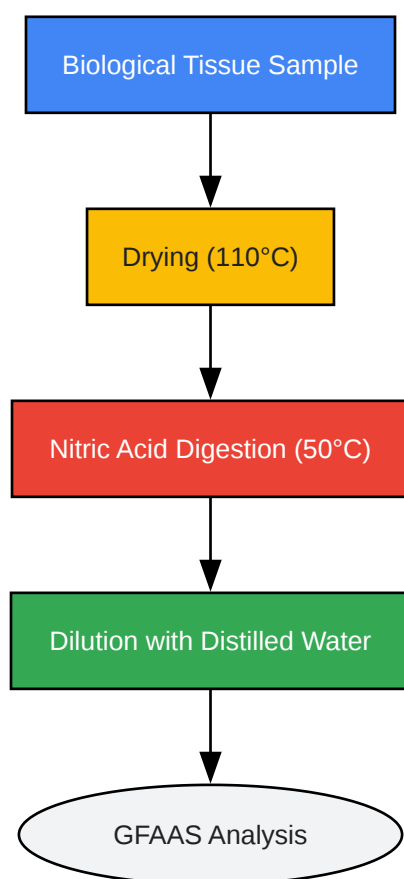 Biological Tissue Sample
Drying (110°C)
Nitric Acid Digestion (50°C)
Dilution with Distilled Water
GFAAS Analysis